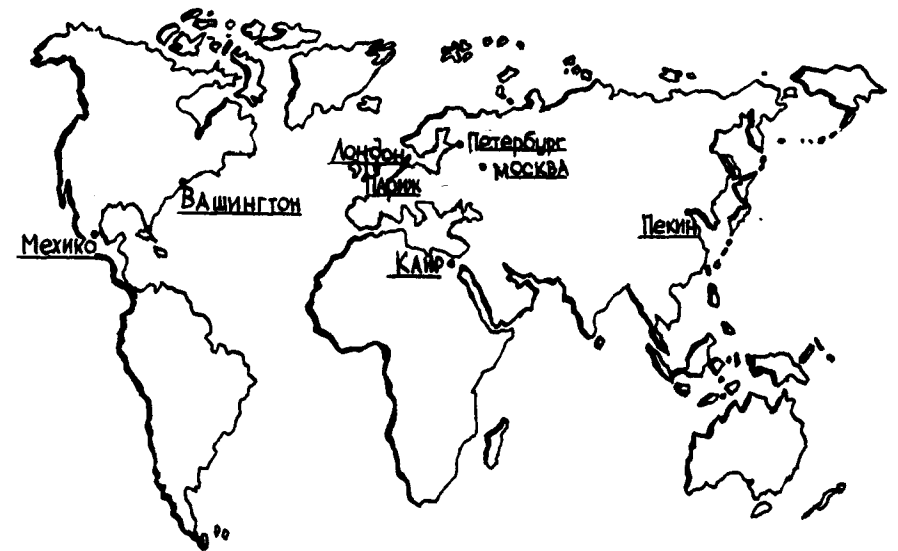 Петербург
Лондон
МОСКВА
Париж
ВАШИНГТОН
Пекин
Мехико
КАИР